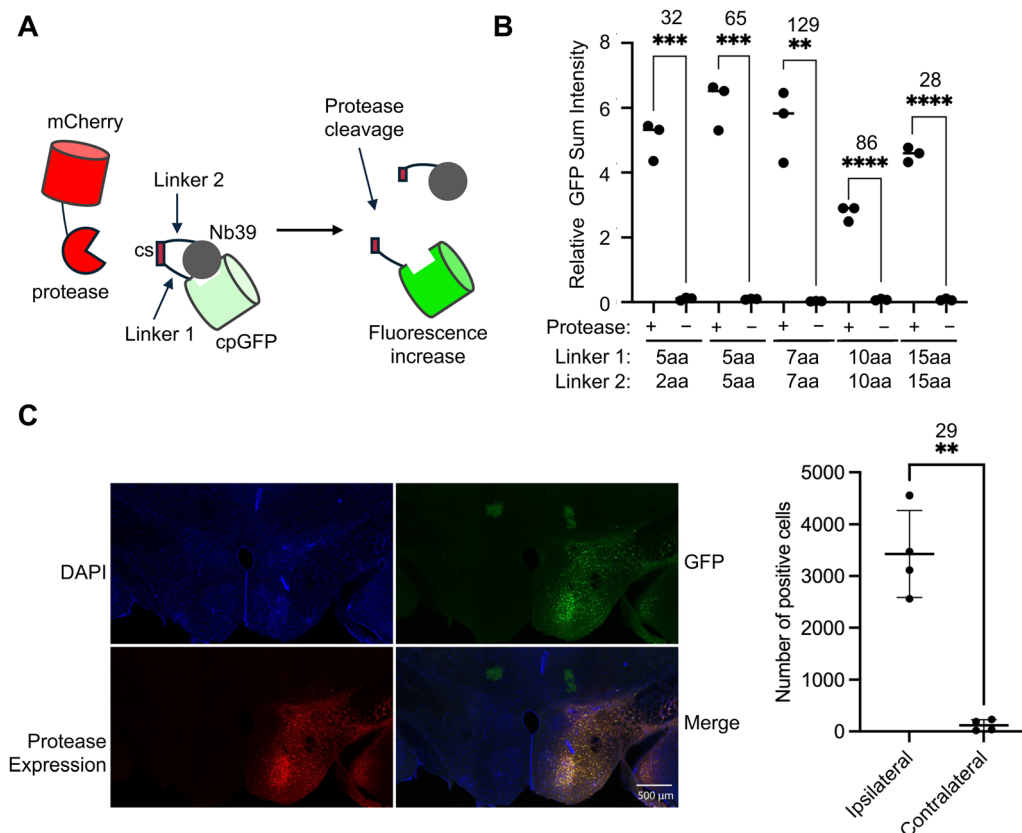 A
mCherry
protease
Linker 2
cs
Nb39
Linker 1
cpGFP
Protease
cleavage
Fluorescence
increase
B
Relative GFP Sum Intensity
8
6
4
2
0
32
***
65
***
129
**
86
****
28
****
Protease: + − + − + − + − + −
Linker 1: 5aa 5aa 7aa 10aa 15aa
Linker 2: 2aa 5aa 7aa 10aa 15aa
C
DAPI
GFP
Protease
Expression
Merge
500 µm
Number of positive cells
29
**
5000
4000
3000
2000
1000
0
Ipsilateral
Contralateral